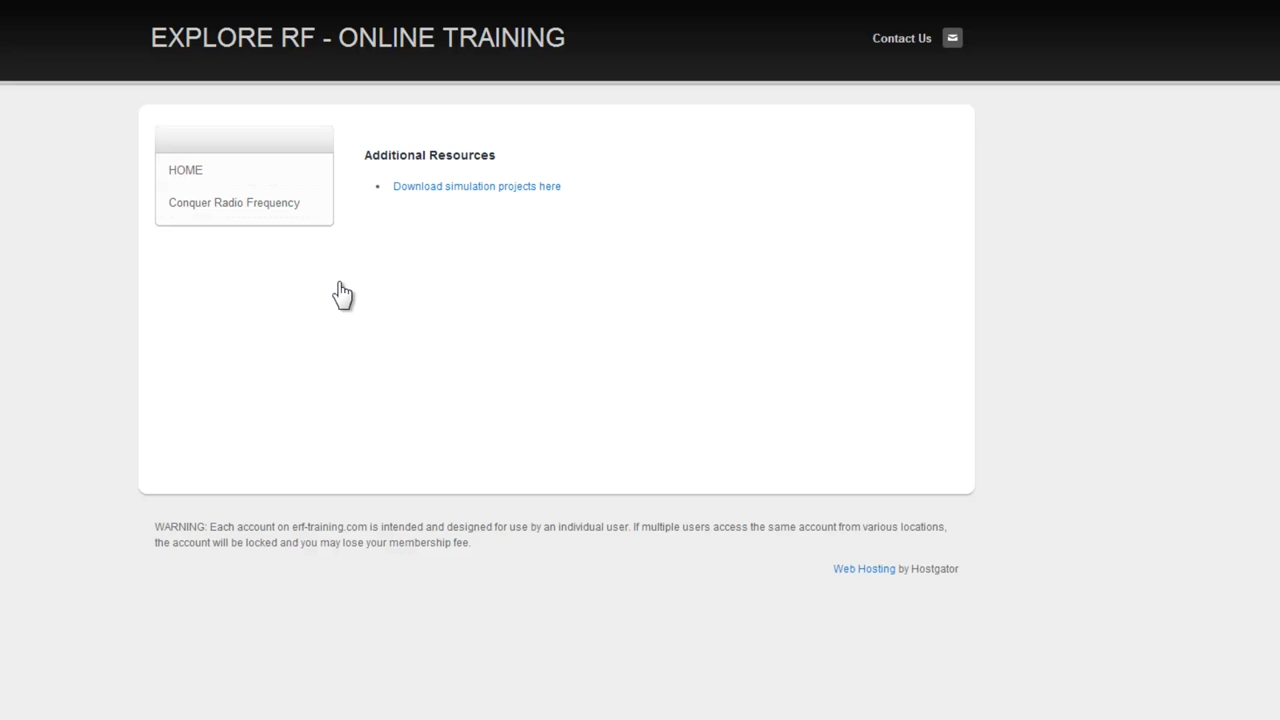 EXPLORE RF - ONLINE TRAINING
Contact Us
HOME
Conquer Radio Frequency
Additional Resources
• Download simulation projects here
WARNING: Each account on erf-training.com is intended and designed for use by an individual user. If multiple users access the same account from various locations,
the account will be locked and you may lose your membership fee.
Web Hosting by Hostgator